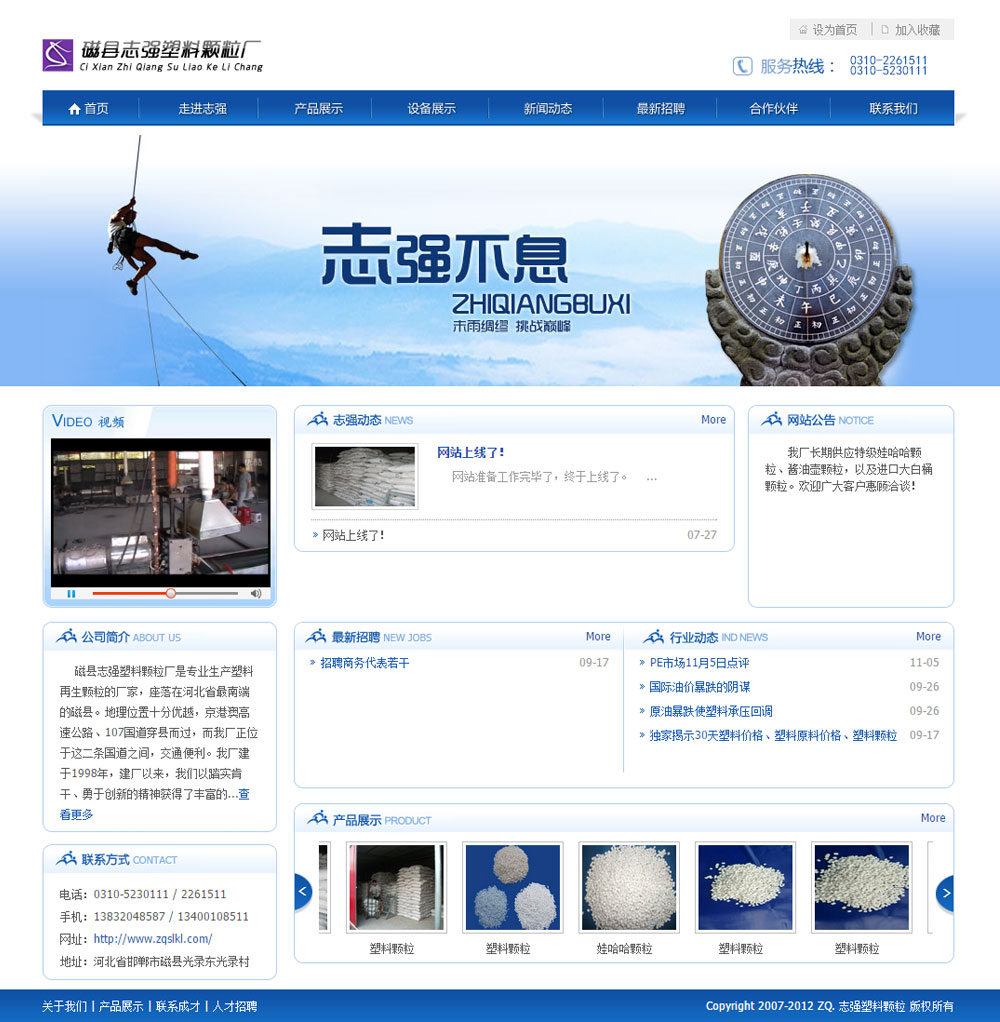 设为首页 加入收藏
磁县志强塑料颗粒厂
Ci Xian Zhi Qiang Su Liao Ke Li Chang
服务热线： 0310-2261511
0310-5230111
首页 走进志强 产品展示 设备展示 新闻动态 最新招聘 合作伙伴 联系我们
志强不息
ZHIQIANGBUXI
未雨绸缪 挑战巅峰
VIDEO 视频
志强动态 NEWS More
网站上线了!
网站准备工作完毕了，终于上线了。 ...
» 网站上线了! 07-27
网站公告 NOTICE
我厂长期供应特级娃哈哈颗
粒、酱油壶颗粒，以及进口大白桶
颗粒。欢迎广大客户惠顾洽谈!
公司简介 ABOUT US
磁县志强塑料颗粒厂是专业生产塑料
再生颗粒的厂家，座落在河北省最南端
的磁县。地理位置十分优越，京港澳高
速公路、107国道穿县而过，而我厂正位
于这二条国道之间，交通便利。我厂建
于1998年，建厂以来，我们以踏实肯
干、勇于创新的精神获得了丰富的...查
看更多
最新招聘 NEW JOBS More
» 招聘商务代表若干 09-17
行业动态 IND NEWS More
» PE市场11月5日点评 11-05
» 国际油价暴跌的阴谋 09-26
» 原油暴跌使塑料承压回调 09-26
» 独家揭示30天塑料价格、塑料原料价格、塑料颗粒 09-17
产品展示 PRODUCT More
塑料颗粒 塑料颗粒 娃哈哈颗粒 塑料颗粒 塑料颗粒
联系方式 CONTACT
电话：0310-5230111 / 2261511
手机：13832048587 / 13400108511
网址：http://www.zqslkl.com/
地址：河北省邯郸市磁县光录东光录村
关于我们 | 产品展示 | 联系成才 | 人才招聘
Copyright 2007-2012 ZQ. 志强塑料颗粒 版权所有